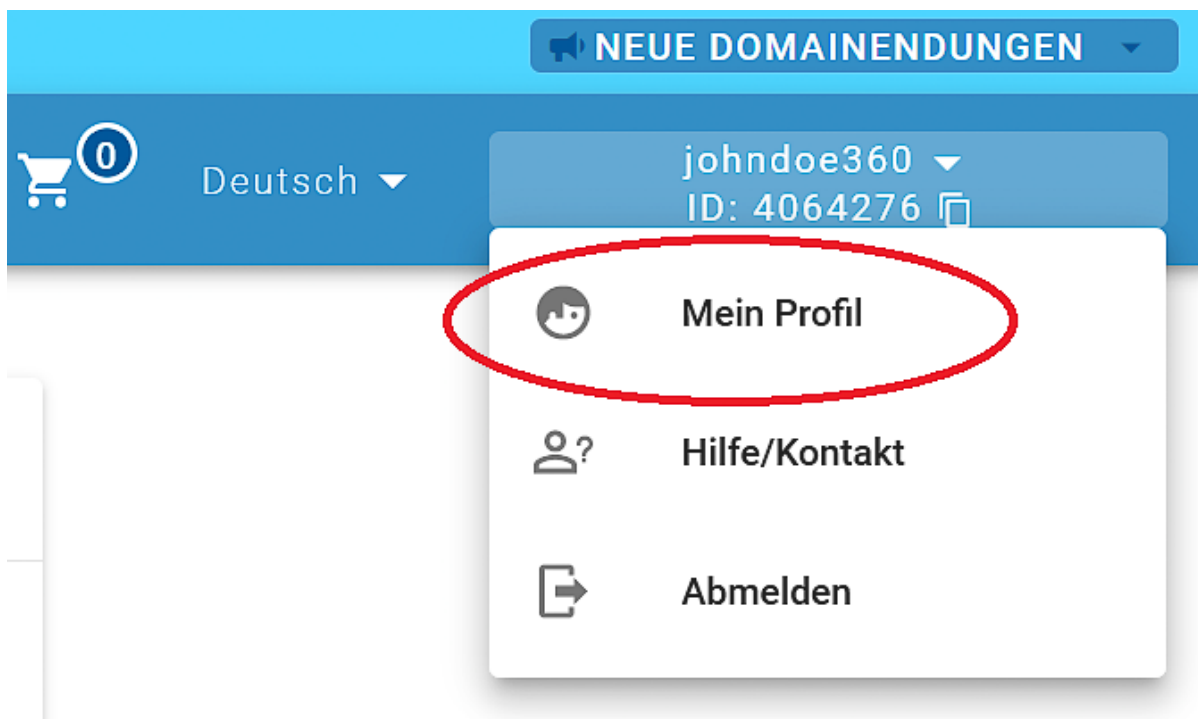 NEUE DOMAINENDUNGEN
0
Deutsch
johndoe360
ID: 4064276
Mein Profil
?
Hilfe/Kontakt
Abmelden